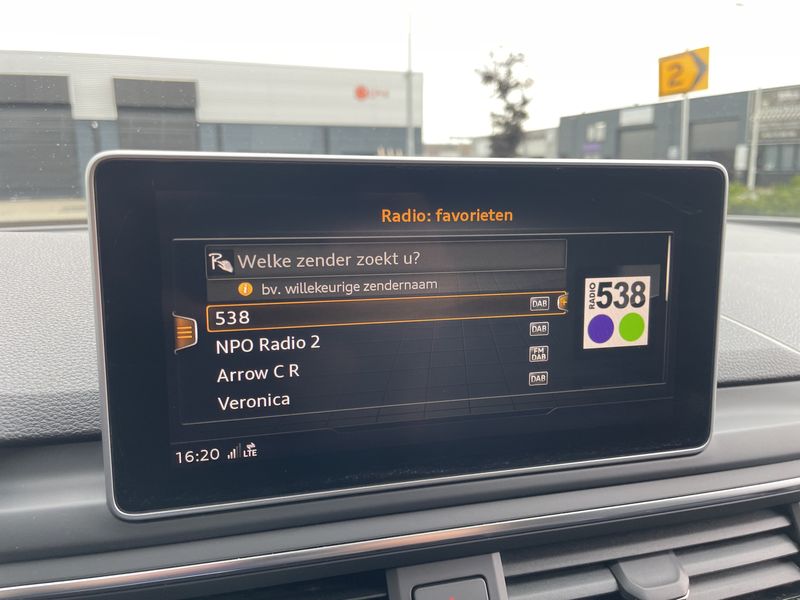 2
Radio: favorieten
Welke zender zoekt u?
i bv. willekeurige zendernaam
538 DAB
NPO Radio 2 DAB
Arrow C R FM DAB
Veronica DAB
RADIO 538
16:20 LTE